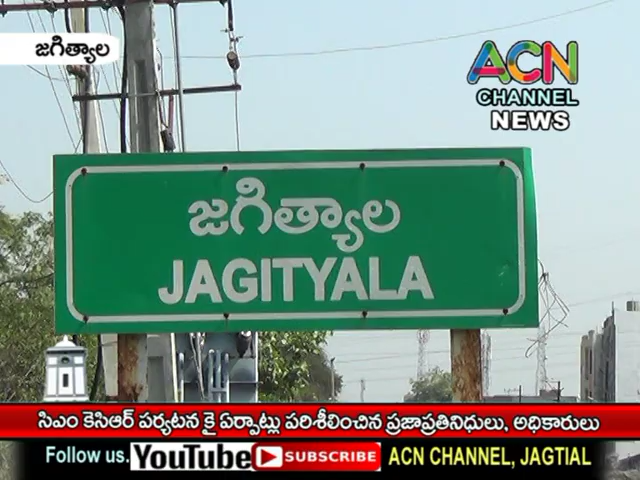 జగిత్యాల
ACN
CHANNEL
NEWS
జగిత్యాల
JAGITYALA
సిఎం కెసిఆర్ పర్యటన కై ఏర్పాట్లు పరిశీలించిన ప్రజాప్రతినిధులు, అధికారులు
Follow us. YouTube SUBSCRIBE ACN CHANNEL, JAGTIAL